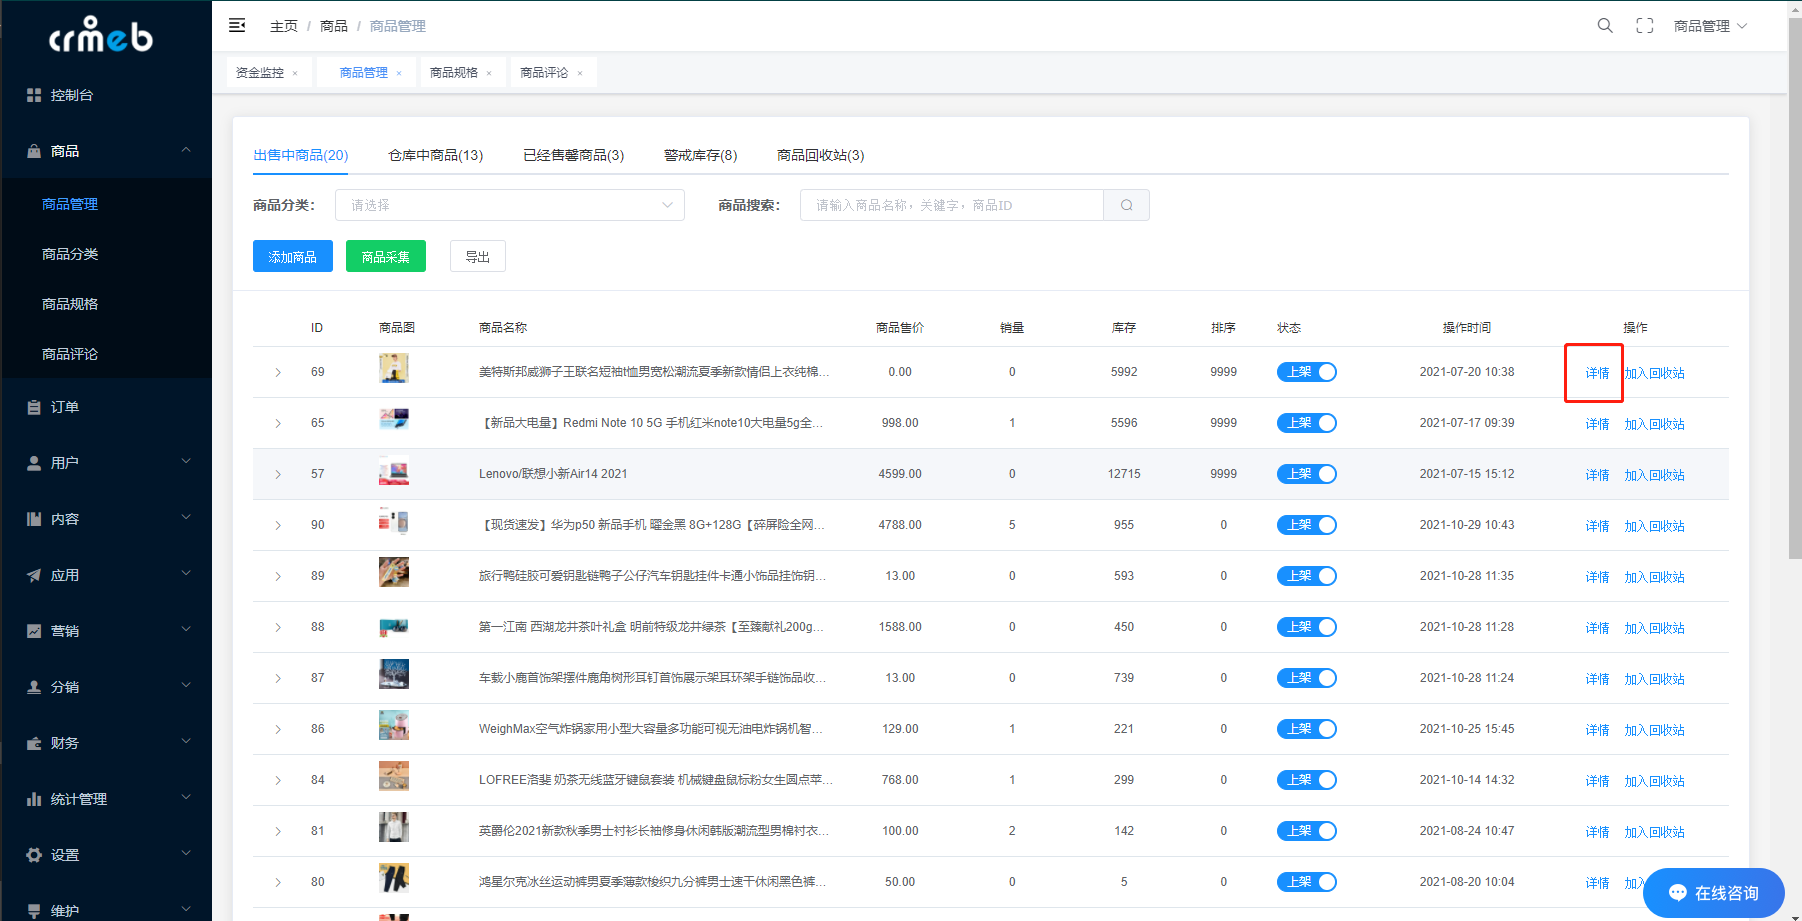 crmeb
控制台
商品
商品管理
商品分类
商品规格
商品评论
订单
用户
内容
应用
营销
分销
财务
统计管理
设置
维护
主页 / 商品 / 商品管理
商品管理
资金监控 × 商品管理 × 商品规格 × 商品评论 ×
出售中商品(20) 仓库中商品(13) 已经售馨商品(3) 警戒库存(8) 商品回收站(3)
商品分类： 请选择 商品搜索： 请输入商品名称，关键字，商品ID
添加商品 商品采集 导出
ID 商品图 商品名称 商品售价 销量 库存 排序 状态 操作时间 操作
69 美特斯邦威狮子王联名短袖t恤男宽松潮流夏季新款情侣上衣纯棉... 0.00 0 5992 9999 上架 2021-07-20 10:38 详情 加入回收站
65 【新品大电量】Redmi Note 10 5G 手机红米note10大电量5g全... 998.00 1 5596 9999 上架 2021-07-17 09:39 详情 加入回收站
57 Lenovo/联想小新Air14 2021 4599.00 0 12715 9999 上架 2021-07-15 15:12 详情 加入回收站
90 【现货速发】华为p50 新品手机 曜金黑 8G+128G【碎屏险全网... 4788.00 5 955 0 上架 2021-10-29 10:43 详情 加入回收站
89 旅行鸭硅胶可爱钥匙链鸭子公仔汽车钥匙挂件卡通小饰品挂饰钥... 13.00 0 593 0 上架 2021-10-28 11:35 详情 加入回收站
88 第一江南 西湖龙井茶叶礼盒 明前特级龙井绿茶【至臻献礼200g... 1588.00 0 450 0 上架 2021-10-28 11:28 详情 加入回收站
87 车载小鹿首饰架摆件鹿角树形耳钉首饰展示架耳环架手链饰品收... 13.00 0 739 0 上架 2021-10-28 11:24 详情 加入回收站
86 WeighMax空气炸锅家用小型大容量多功能可视无油电炸锅机智... 129.00 1 221 0 上架 2021-10-25 15:45 详情 加入回收站
84 LOFREE洛斐 奶茶无线蓝牙键鼠套装 机械键盘鼠标粉女生圆点苹... 768.00 1 299 0 上架 2021-10-14 14:32 详情 加入回收站
81 英爵伦2021新款秋季男士衬衫长袖修身休闲韩版潮流型男棉衬衣... 100.00 2 142 0 上架 2021-08-24 10:47 详情 加入回收站
80 鸿星尔克冰丝运动裤男夏季薄款梭织九分裤男士速干休闲黑色裤... 50.00 0 5 0 上架 2021-08-20 10:04 详情 加入
在线咨询